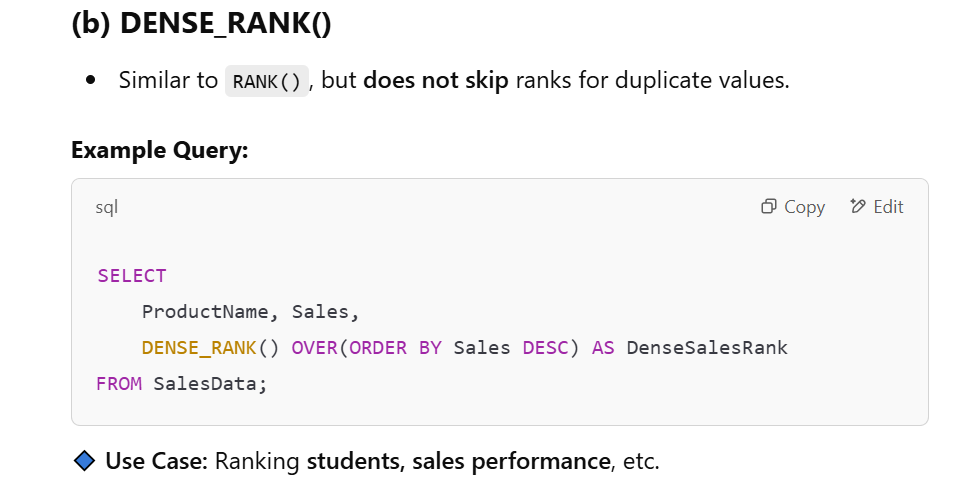 (b) DENSE_RANK()
• Similar to RANK(), but does not skip ranks for duplicate values.
Example Query:
sql Copy Edit
SELECT
    ProductName, Sales,
    DENSE_RANK() OVER(ORDER BY Sales DESC) AS DenseSalesRank
FROM SalesData;
🔷 Use Case: Ranking students, sales performance, etc.